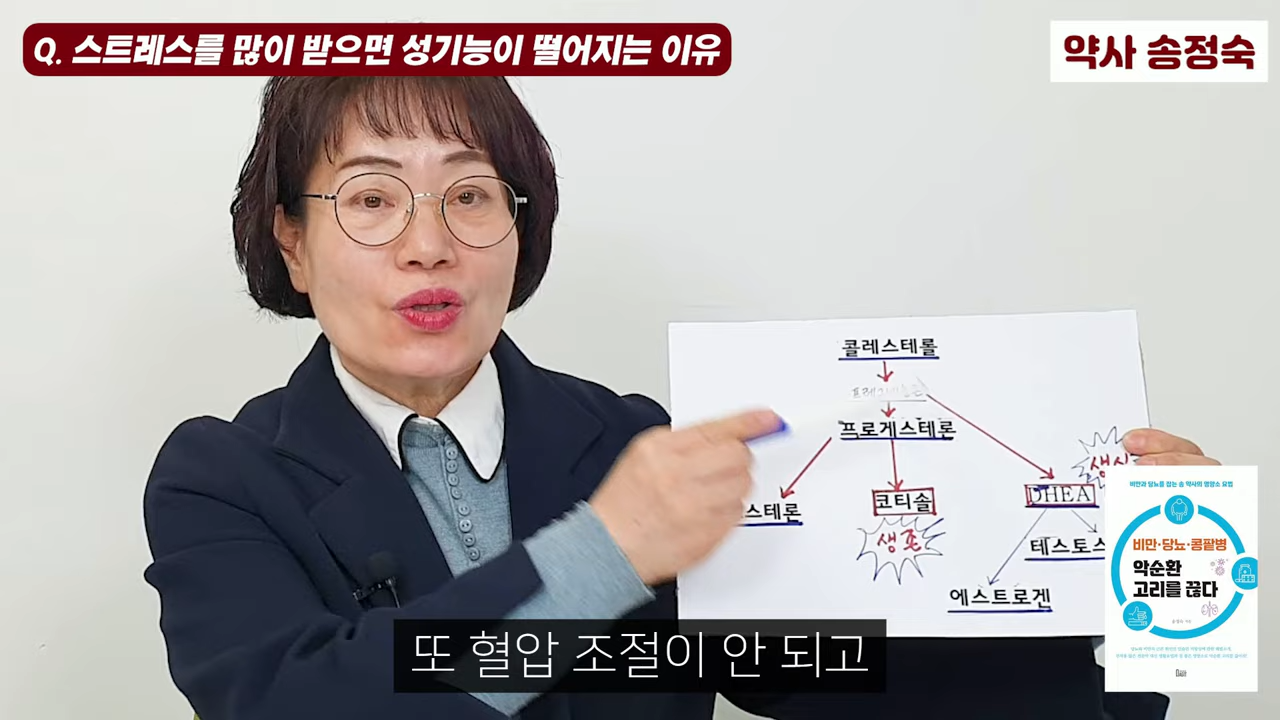 Q. 스트레스를 많이 받으면 성기능이 떨어지는 이유
약사 송정숙
콜레스테롤
프로게스테론
스테론
코티솔
생존
DHEA
테스토스
에스트로겐
비만과 당뇨를 잡는 송 약사의 영양소 요법
비만·당뇨·콩팥병
악순환
고리를 끊다
또 혈압 조절이 안 되고